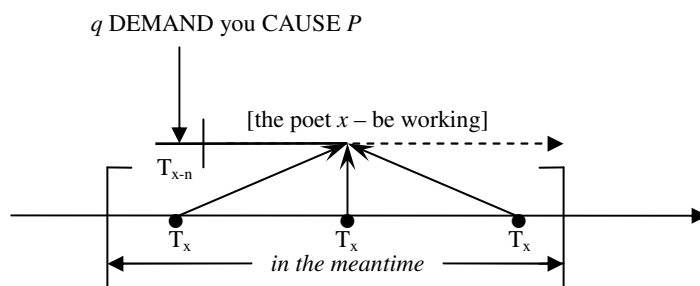 q DEMAND you CAUSE P
[the poet x – be working]
Tx-n
Tx Tx Tx
in the meantime